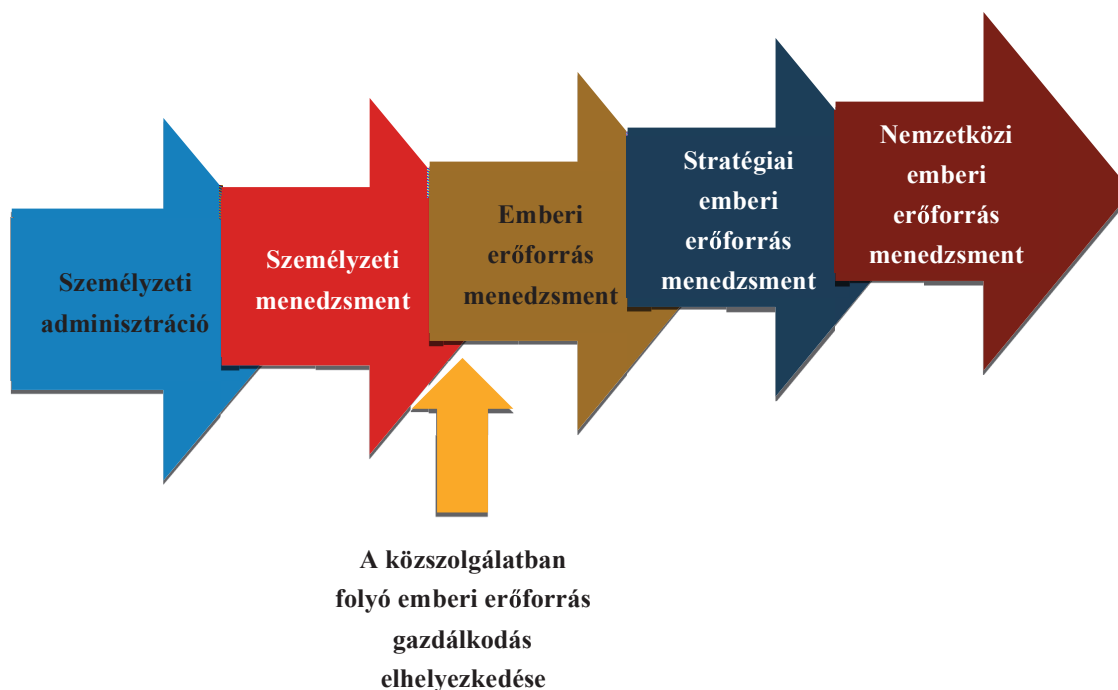 Személyzeti
adminisztráció
Személyzeti
menedzsment
Emberi
erőforrás
menedzsment
Stratégiai
emberi
erőforrás
menedzsment
Nemzetközi
emberi
erőforrás
menedzsment
A közszolgálatban
folyó emberi erőforrás
gazdálkodás
elhelyezkedése